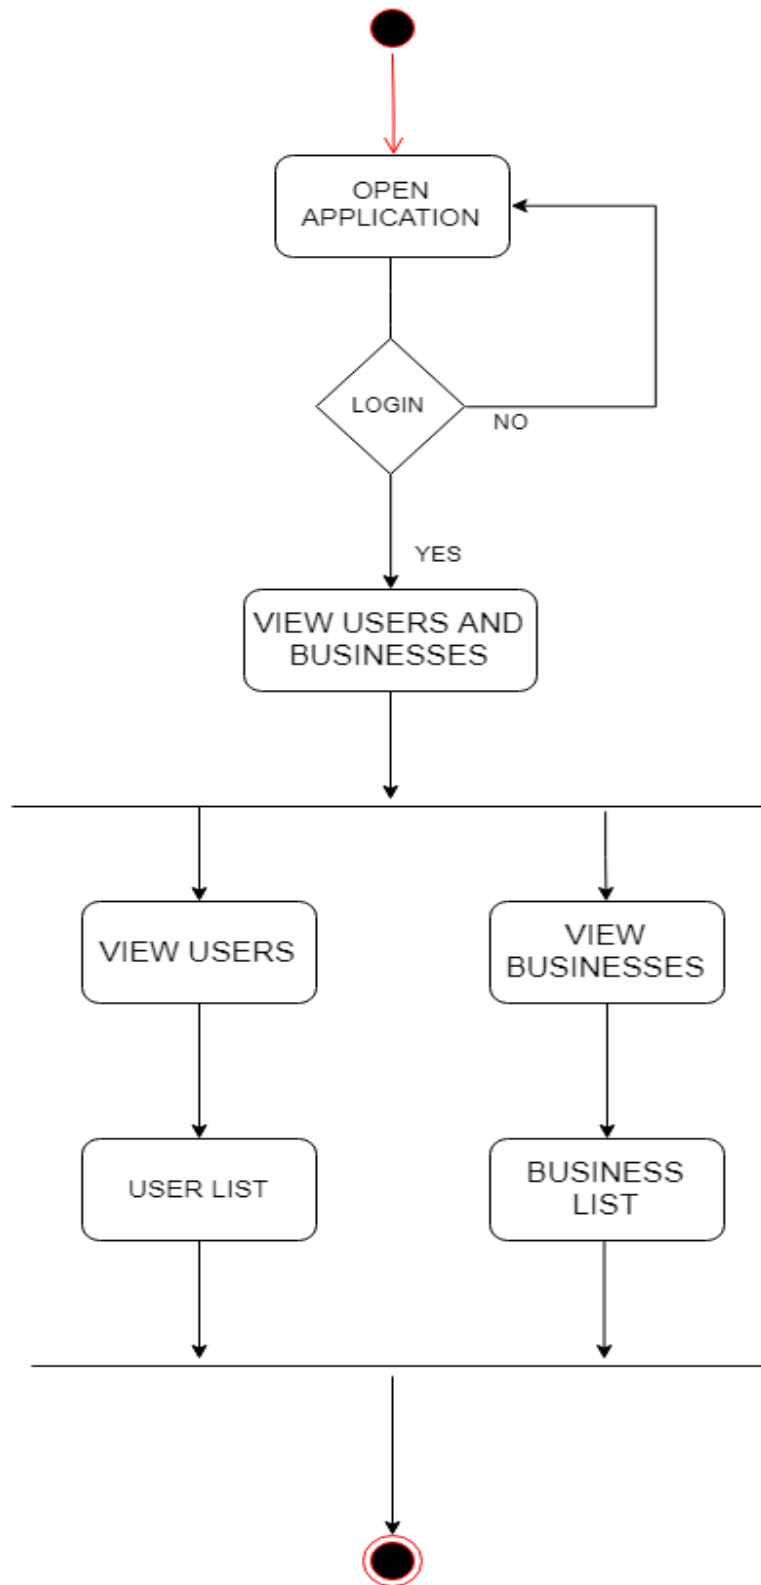 OPEN
APPLICATION
LOGIN
NO
YES
VIEW USERS AND
BUSINESSES
VIEW USERS
VIEW
BUSINESSES
USER LIST
BUSINESS
LIST